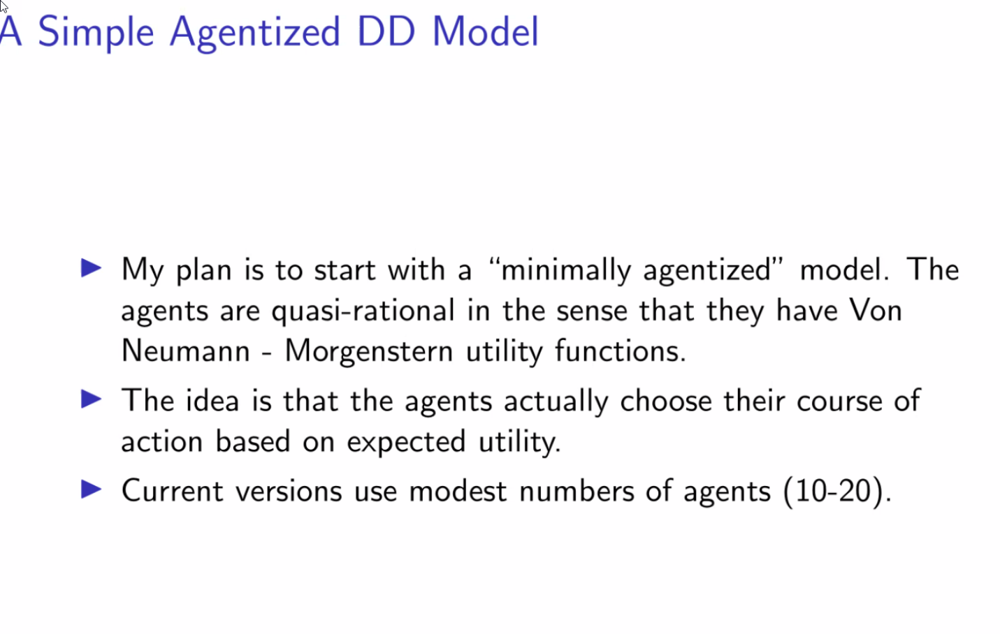 A Simple Agentized DD Model
My plan is to start with a “minimally agentized” model. The
agents are quasi-rational in the sense that they have Von
Neumann - Morgenstern utility functions.
The idea is that the agents actually choose their course of
action based on expected utility.
Current versions use modest numbers of agents (10-20).